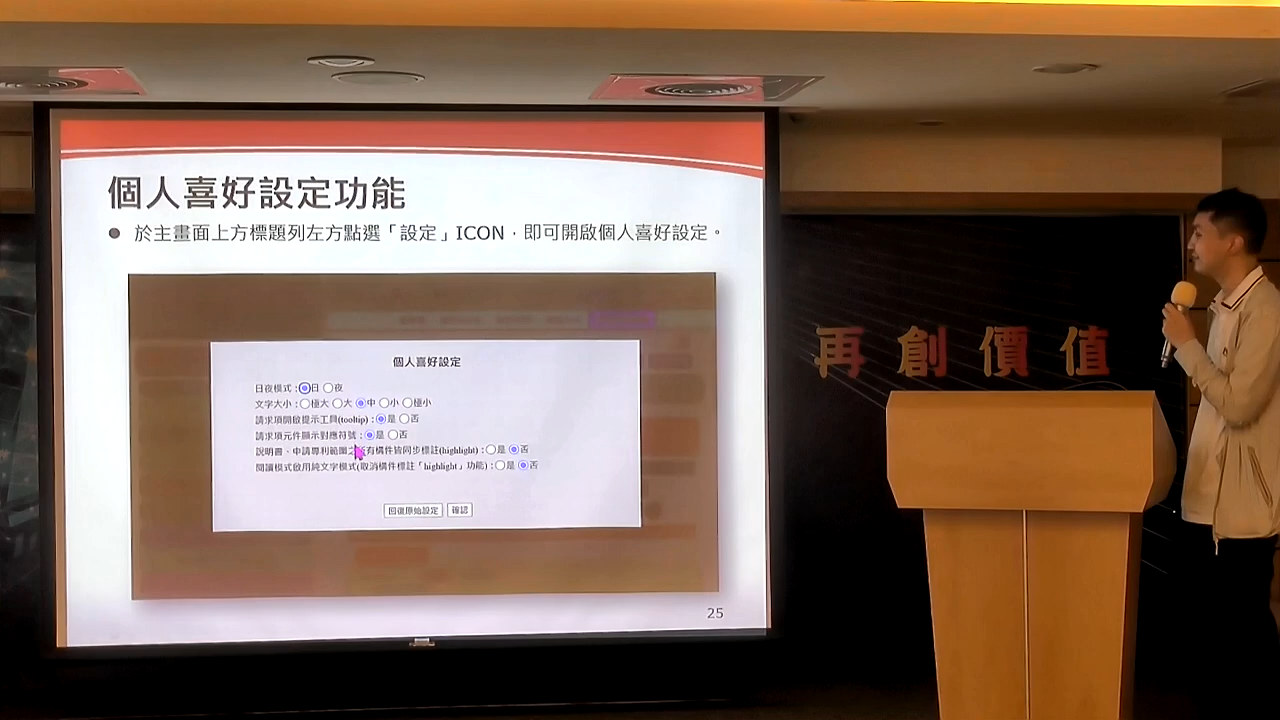 個人喜好設定功能
● 於主畫面上方標題列左方點選「設定」ICON，即可開啟個人喜好設定。
個人喜好設定
日夜模式：日 夜
文字大小：極大 大 中 小 極小
請求項開啟提示工具(tooltip)：是 否
請求項元件顯示對應符號：是 否
說明書、申請專利範圍之所有構件皆同步標註(highlight)：是 否
閱讀模式啟用純文字模式(取消構件標註「highlight」功能)：是 否
回復原始設定 確認
25
再創價值